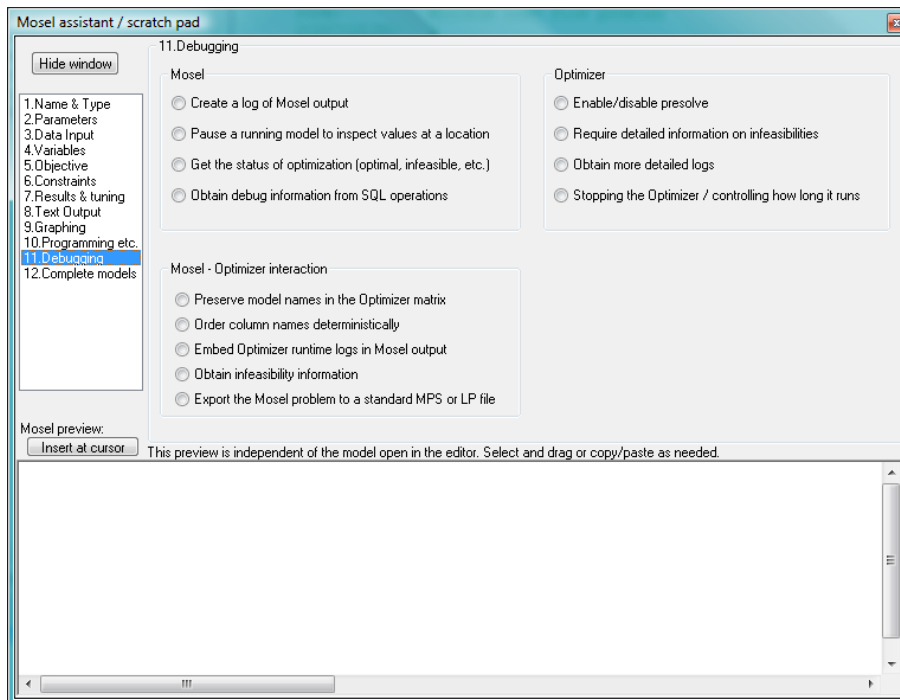 Mosel assistant / scratch pad
Hide window
1.Name & Type
2.Parameters
3.Data Input
4.Variables
5.Objective
6.Constraints
7.Results & tuning
8.Text Output
9.Graphing
10.Programming etc.
11.Debugging
12.Complete models
11.Debugging
Mosel
Create a log of Mosel output
Pause a running model to inspect values at a location
Get the status of optimization (optimal, infeasible, etc.)
Obtain debug information from SQL operations
Optimizer
Enable/disable presolve
Require detailed information on infeasibilities
Obtain more detailed logs
Stopping the Optimizer / controlling how long it runs
Mosel - Optimizer interaction
Preserve model names in the Optimizer matrix
Order column names deterministically
Embed Optimizer runtime logs in Mosel output
Obtain infeasibility information
Export the Mosel problem to a standard MPS or LP file
Mosel preview:
Insert at cursor
This preview is independent of the model open in the editor. Select and drag or copy/paste as needed.